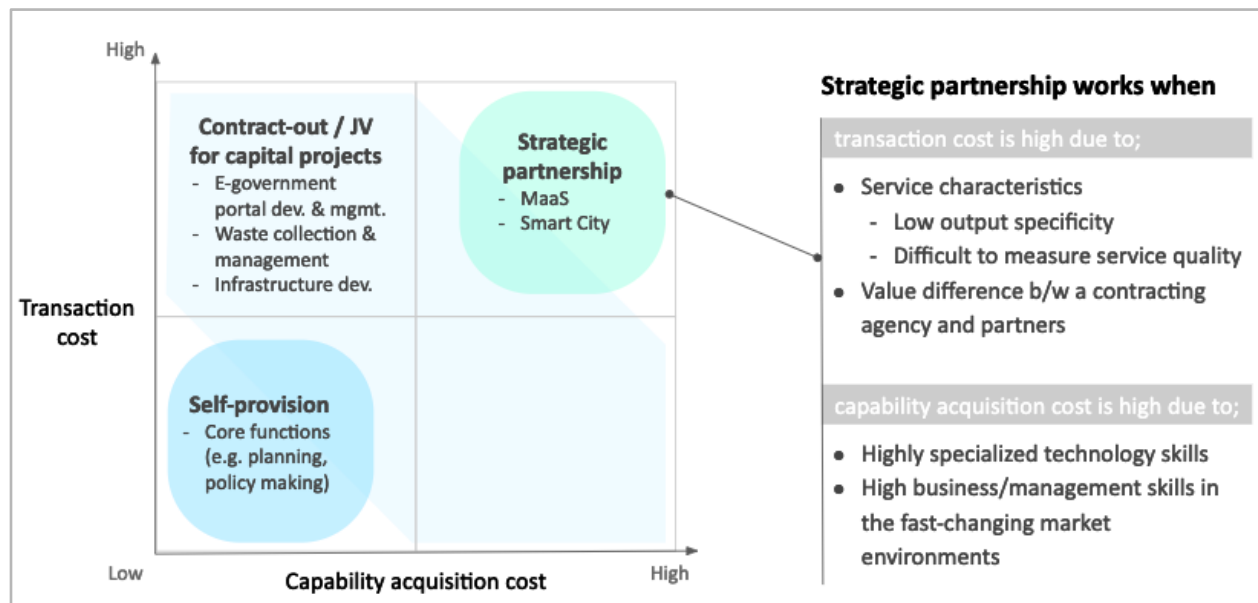 High
Contract-out / JV
for capital projects
- E-government
portal dev. & mgmt.
- Waste collection &
management
- Infrastructure dev.
Strategic
partnership
- MaaS
- Smart City
Transaction
cost
Self-provision
- Core functions
(e.g. planning,
policy making)
Low
Capability acquisition cost
High
Strategic partnership works when
transaction cost is high due to;
● Service characteristics
- Low output specificity
- Difficult to measure service quality
● Value difference b/w a contracting
agency and partners
capability acquisition cost is high due to;
● Highly specialized technology skills
● High business/management skills in
the fast-changing market
environments